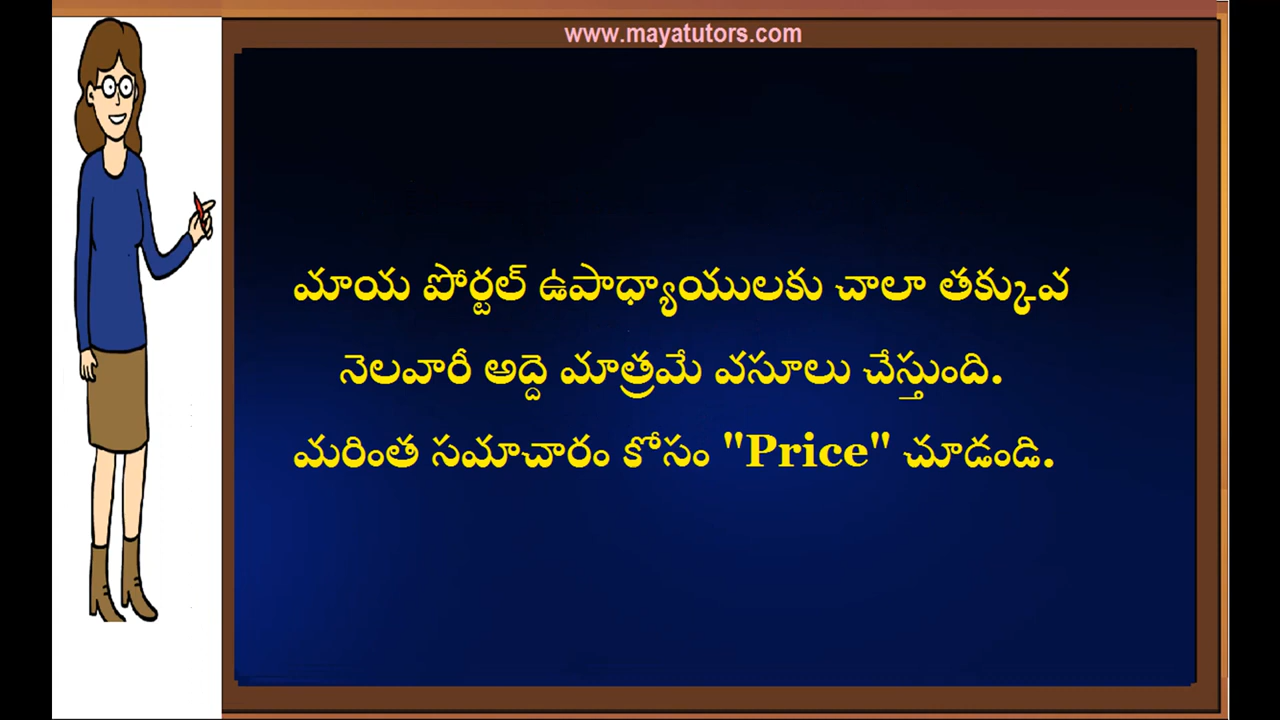 www.mayatutors.com
మాయ పోర్టల్ ఉపాధ్యాయులకు చాలా తక్కువ
నెలవారీ అద్దె మాత్రమే వసూలు చేస్తుంది.
మరింత సమాచారం కోసం "Price" చూడండి.